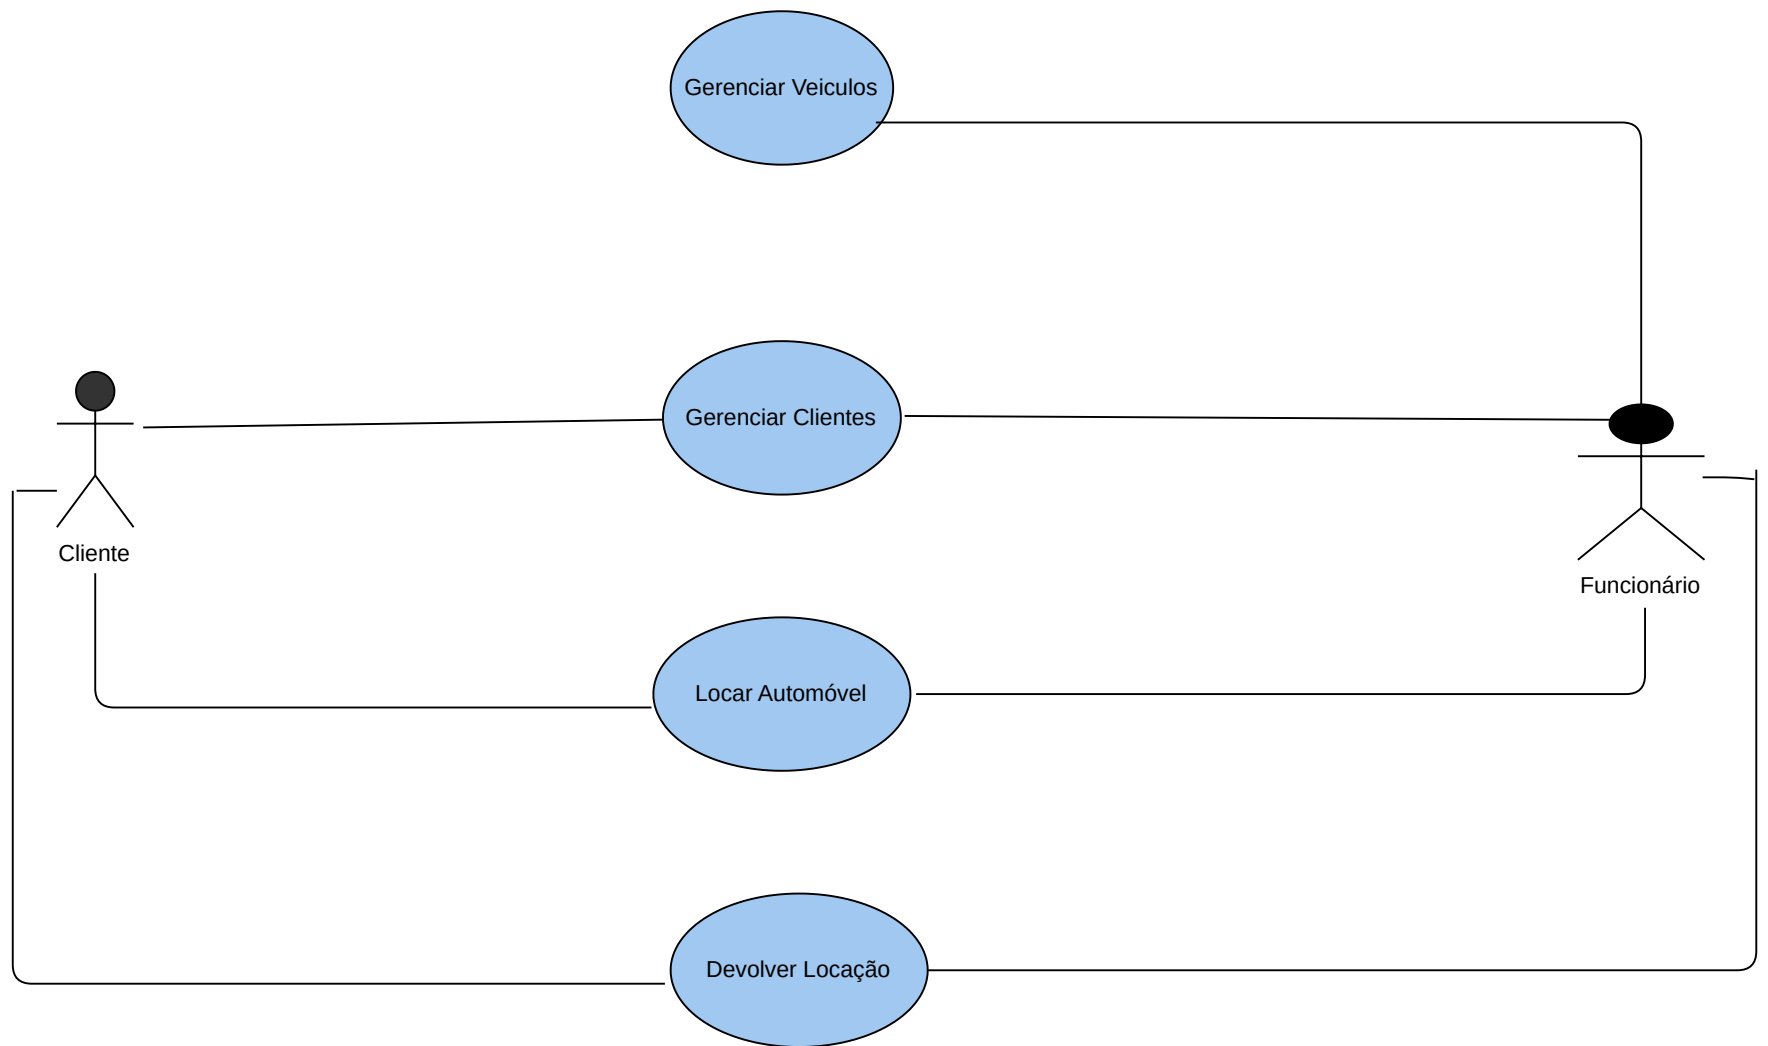 Gerenciar Veiculos
Gerenciar Clientes
Cliente
Funcionário
Locar Automóvel
Devolver Locação